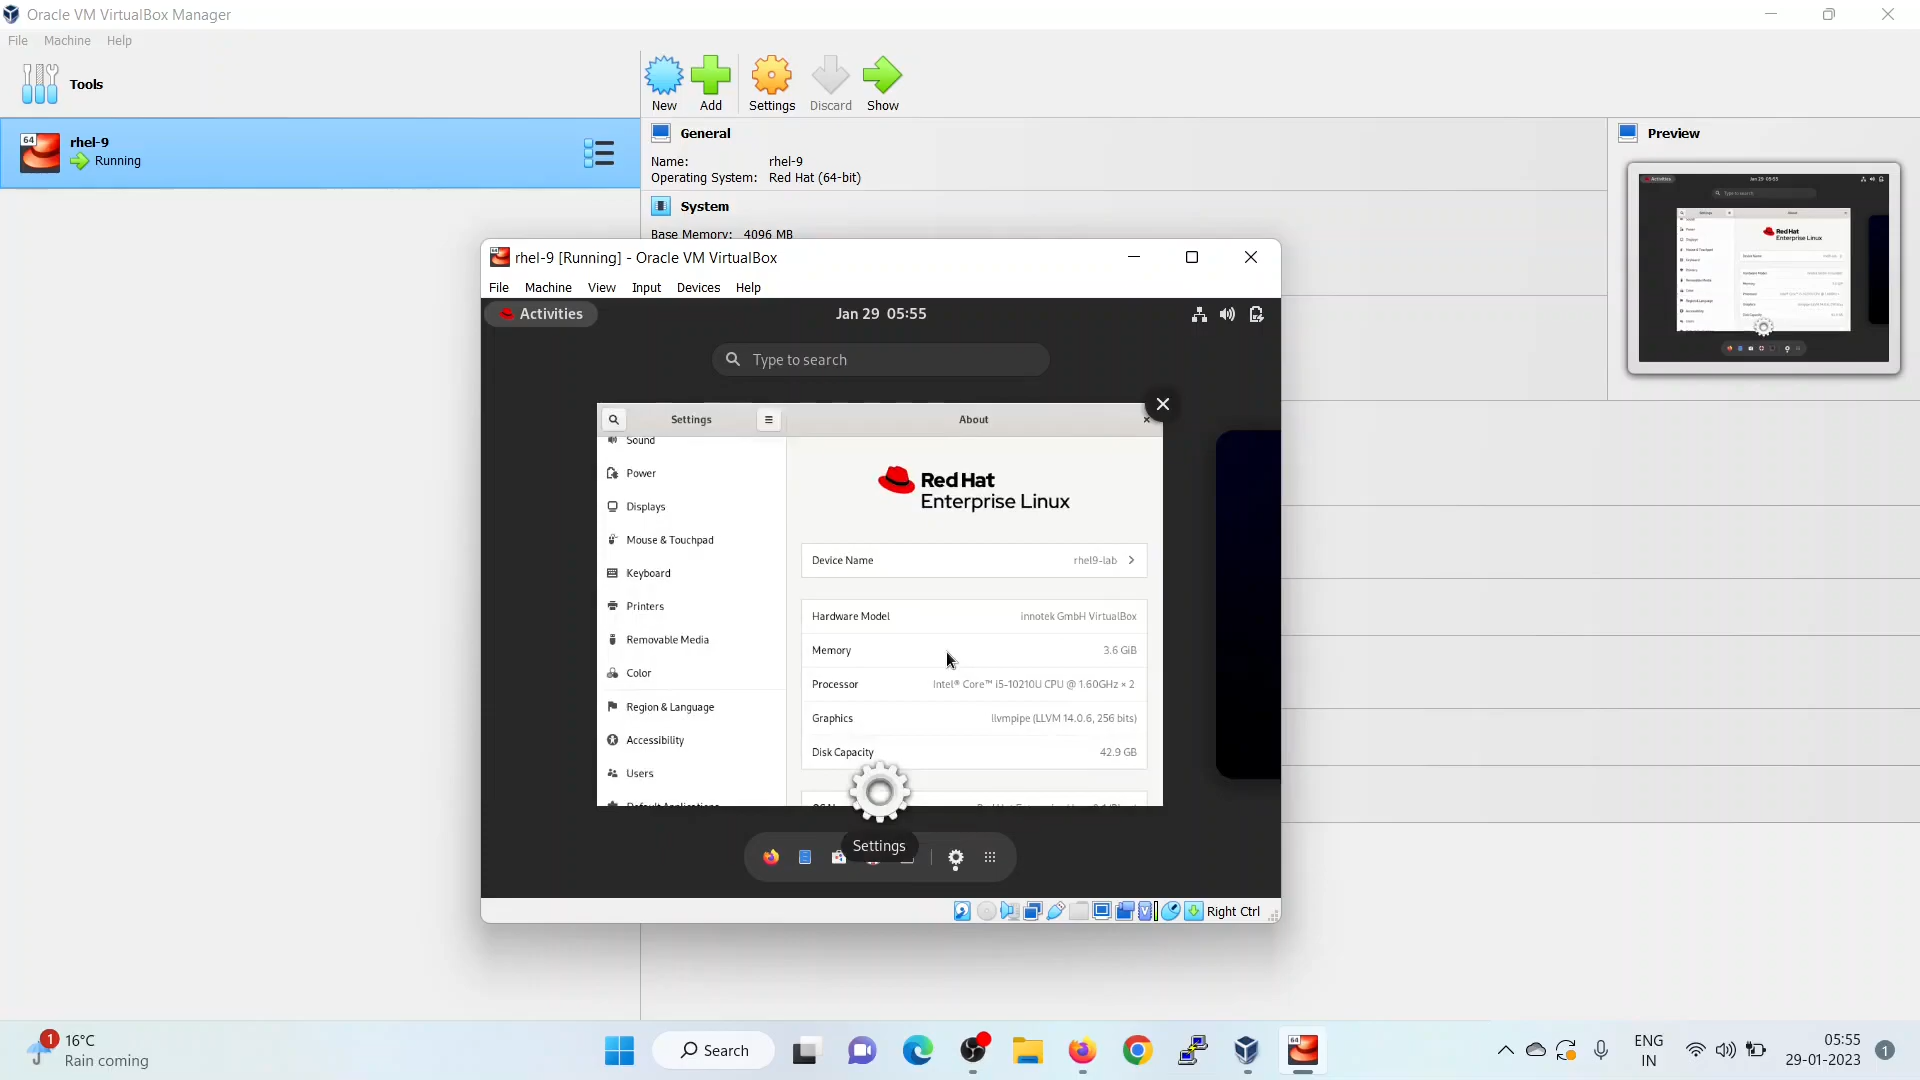 Oracle VM VirtualBox Manager
File Machine Help
Tools
New Add Settings Discard Show
64
rhel-9
Running
General
Name: rhel-9
Operating System: Red Hat (64-bit)
System
Base Memory: 4096 MB
Preview
rhel-9 [Running] - Oracle VM VirtualBox
File Machine View Input Devices Help
Activities
Jan 29 05:55
Type to search
Settings
About
Sound
Power
Displays
Mouse & Touchpad
Keyboard
Printers
Removable Media
Color
Region & Language
Accessibility
Users
Red Hat
Enterprise Linux
Device Name rhel9-lab
Hardware Model innotek GmbH VirtualBox
Memory 3.6 GiB
Processor Intel® Core™ i5-10210U CPU @ 1.60GHz × 2
Graphics llvmpipe (LLVM 14.0.6, 256 bits)
Disk Capacity 42.9 GB
Settings
Right Ctrl
1
16°C
Rain coming
Search
64
ENG
IN
05:55
29-01-2023
1